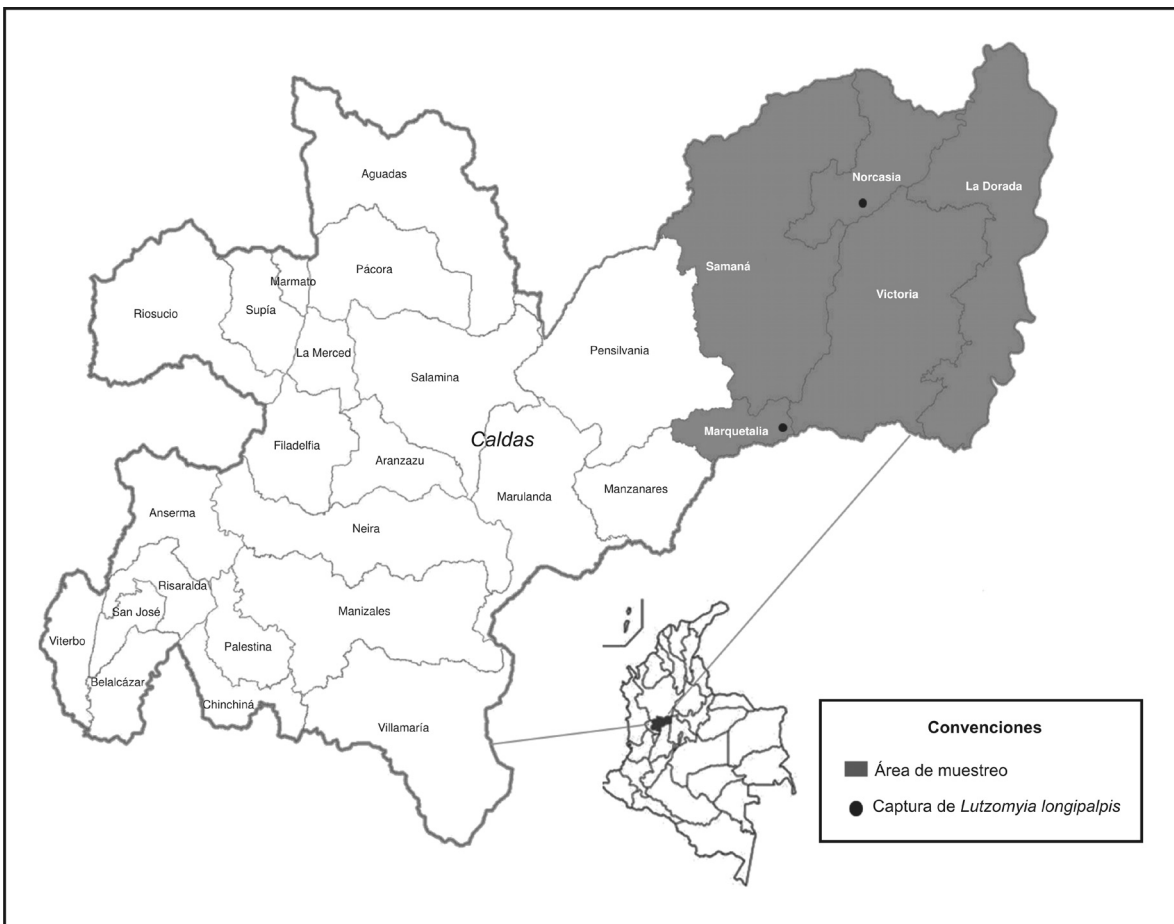 Aguadas
Norcasia
La Dorada
Pácora
Marmato
Samaná
Victoria
Riosucio
Supía
La Merced
Pensilvania
Salamina
Marquetalia
Caldas
Filadelfia
Aranzazu
Manzanares
Marulanda
Anserma
Neira
Risaralda
San José
Manizales
Viterbo
Palestina
Belalcázar
Chinchiná
Villamaría
Convenciones
Área de muestreo
Captura de Lutzomyia longipalpis